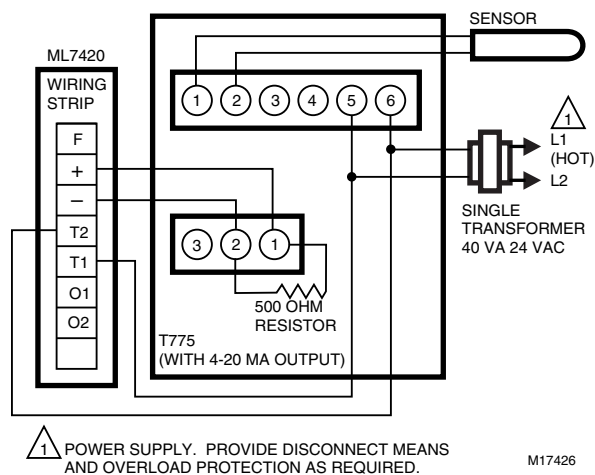 SENSOR
ML7420
WIRING
STRIP
F
+
−
T2
T1
O1
O2
1 2 3 4 5 6
3 2 1
500 OHM
RESISTOR
T775
(WITH 4-20 MA OUTPUT)
1
L1
(HOT)
L2
SINGLE
TRANSFORMER
40 VA 24 VAC
1 POWER SUPPLY. PROVIDE DISCONNECT MEANS
AND OVERLOAD PROTECTION AS REQUIRED.
M17426